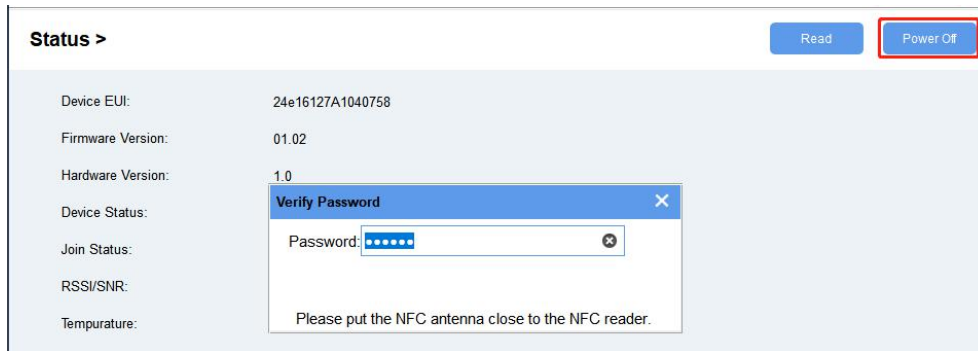 Status >
Read
Power Off
Device EUI: 24e16127A1040758
Firmware Version: 01.02
Hardware Version: 1.0
Verify Password
Device Status:
Password: ••••••
Join Status:
RSSI/SNR:
Please put the NFC antenna close to the NFC reader.
Tempurature: